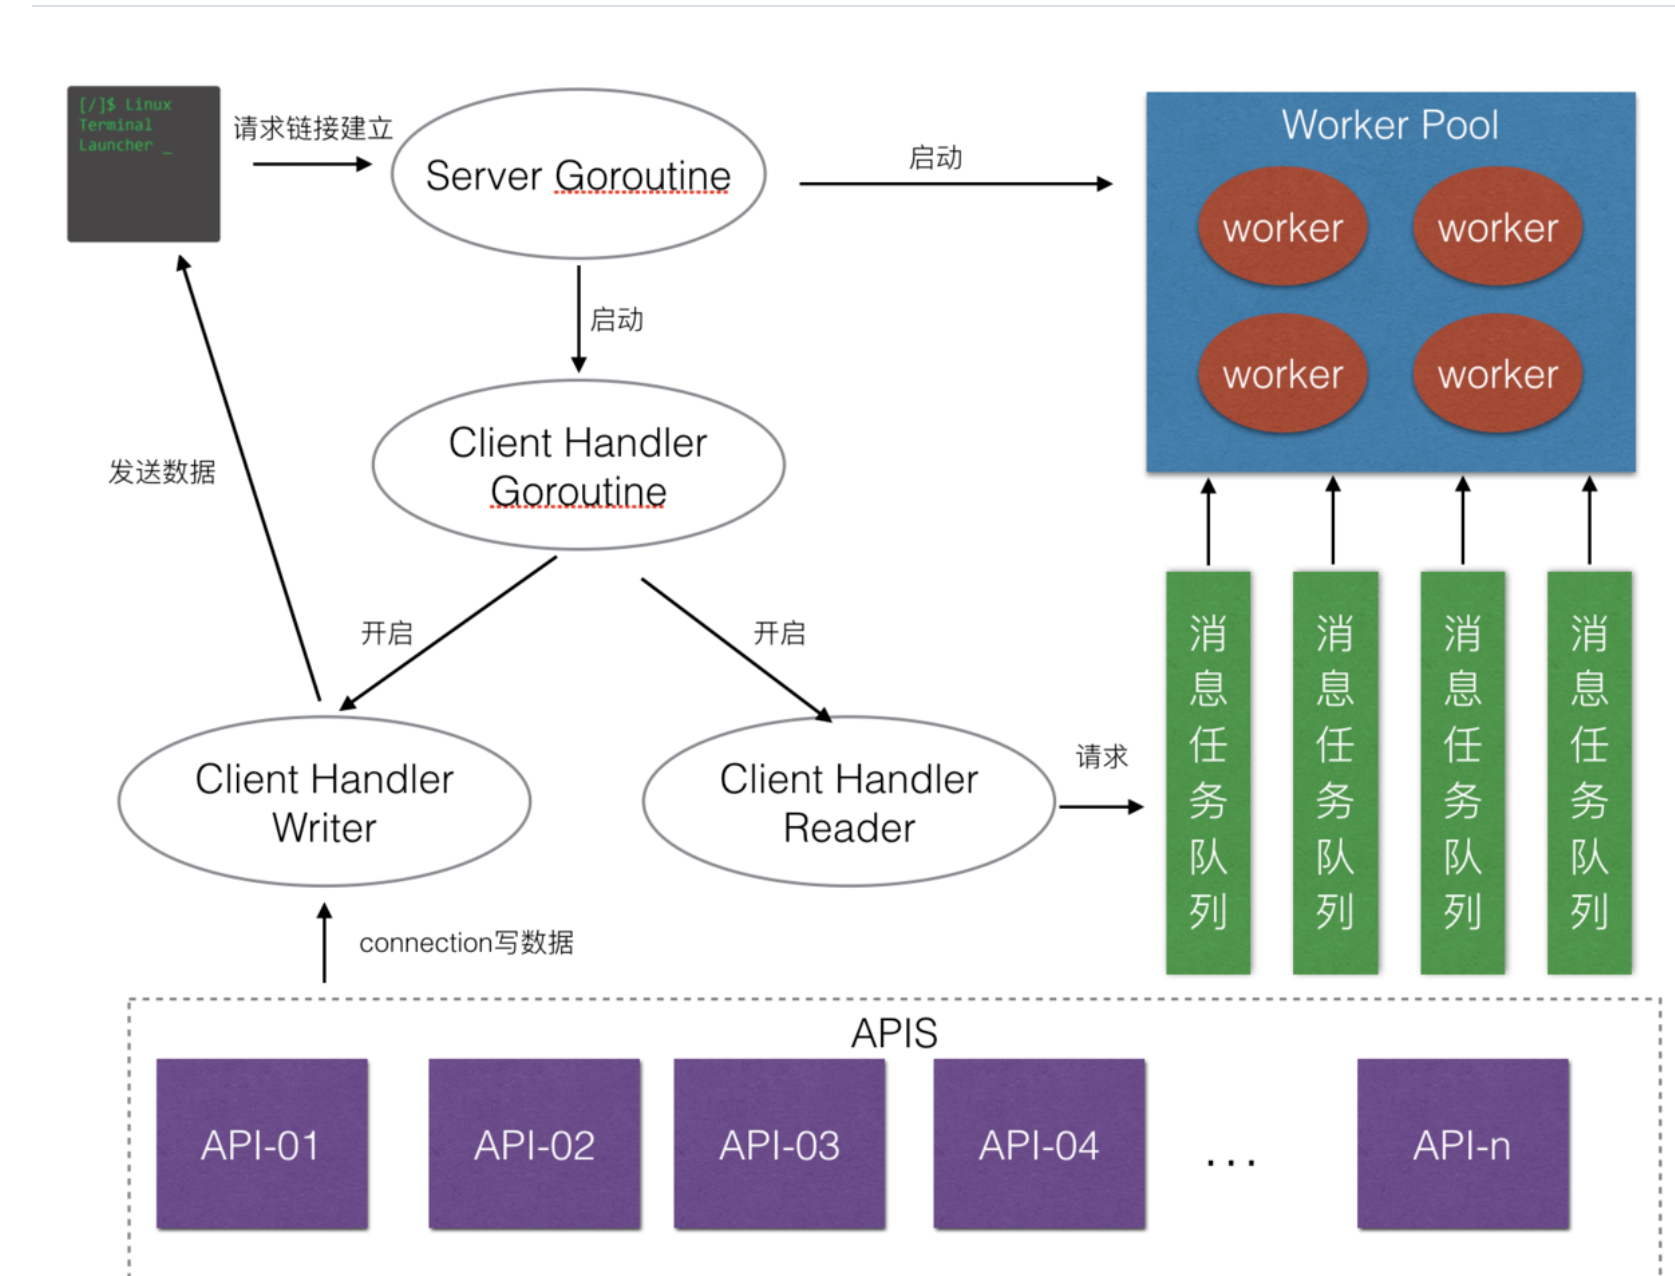 [/]$ Linux
Terminal
Launcher _
请求链接建立
Server Goroutine
启动
Worker Pool
worker
worker
worker
worker
启动
Client Handler
Goroutine
发送数据
开启
开启
Client Handler
Writer
Client Handler
Reader
请求
消息任务队列
消息任务队列
消息任务队列
消息任务队列
connection写数据
APIS
API-01
API-02
API-03
API-04
...
API-n